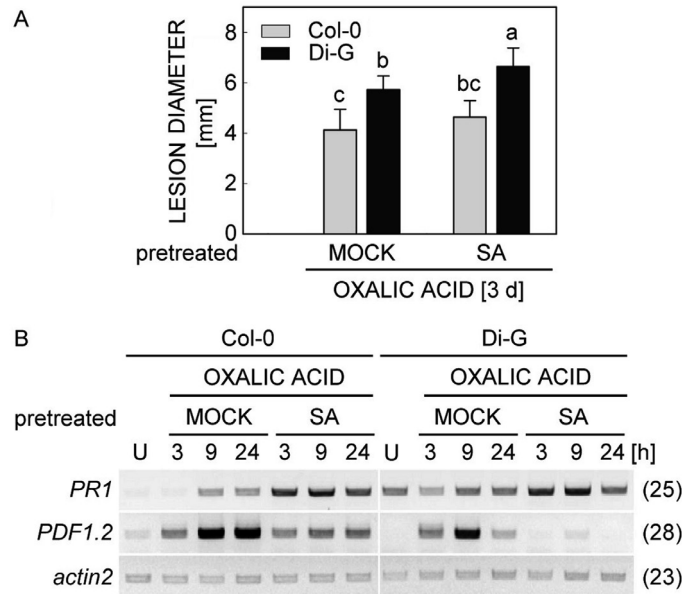 A
8
6
4
2
0
LESION DIAMETER
[mm]
Col-0
Di-G
c
b
bc
a
pretreated MOCK SA
OXALIC ACID [3 d]
B
Col-0 Di-G
OXALIC ACID OXALIC ACID
pretreated MOCK SA MOCK SA
U 3 9 24 3 9 24 U 3 9 24 3 9 24 [h]
PR1 (25)
PDF1.2 (28)
actin2 (23)